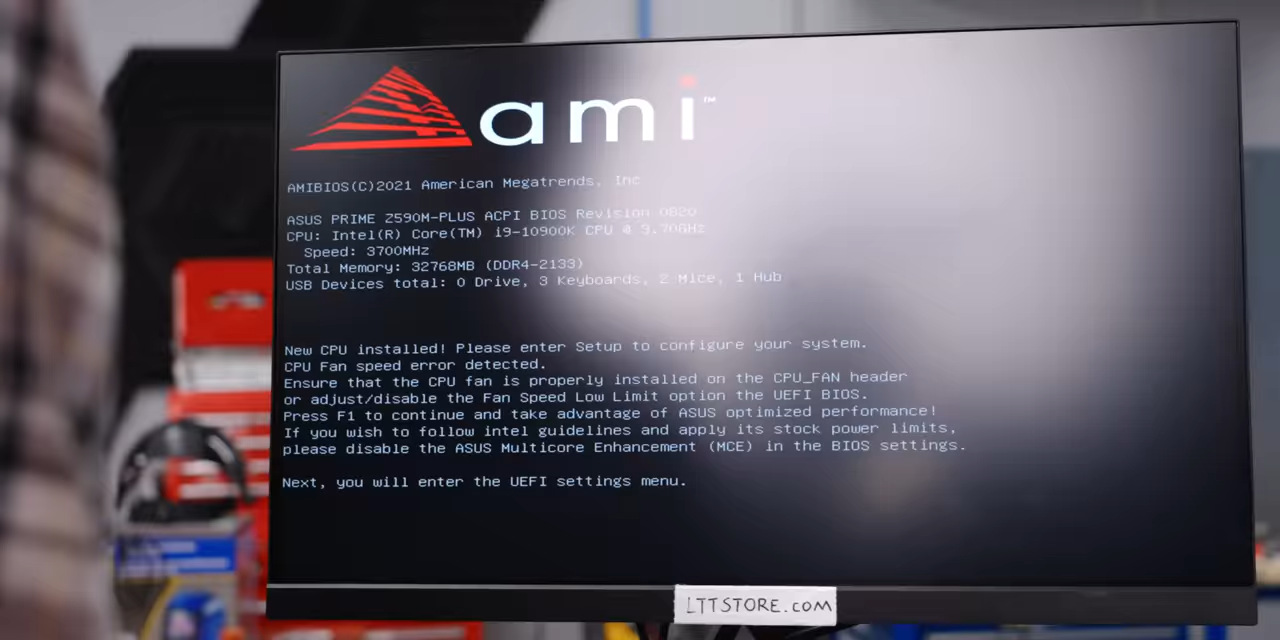 ami™
AMIBIOS(C)2021 American Megatrends, Inc
ASUS PRIME Z590M-PLUS ACPI BIOS Revision 0820
CPU: Intel(R) Core(TM) i9-10900K CPU @ 3.70GHz
Speed: 3700MHz
Total Memory: 32768MB (DDR4-2133)
USB Devices total: 0 Drive, 3 Keyboards, 2 Mice, 1 Hub
New CPU installed! Please enter Setup to configure your system.
CPU Fan speed error detected.
Ensure that the CPU fan is properly installed on the CPU_FAN header
or adjust/disable the Fan Speed Low Limit option the UEFI BIOS.
Press F1 to continue and take advantage of ASUS optimized performance!
If you wish to follow intel guidelines and apply its stock power limits,
please disable the ASUS Multicore Enhancement (MCE) in the BIOS settings.
Next, you will enter the UEFI settings menu.
LTTSTORE.COM